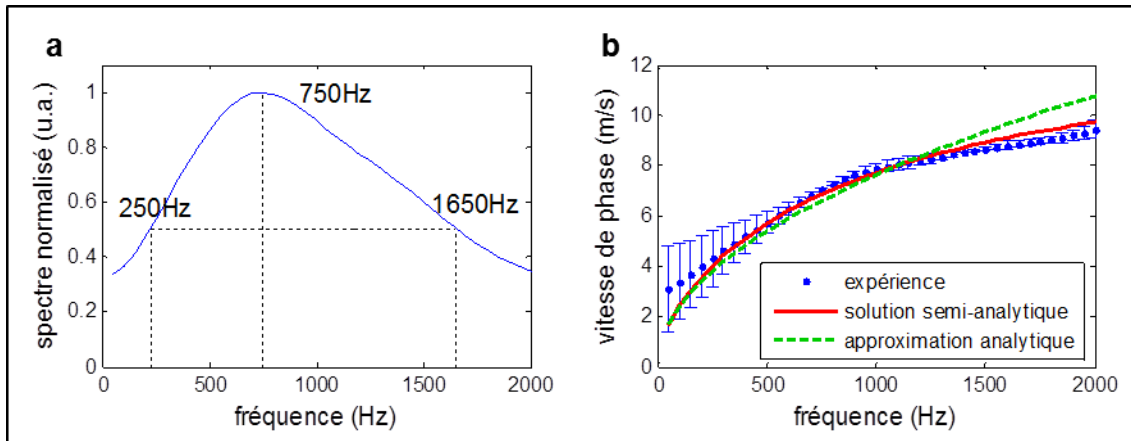 a
spectre normalisé (u.a.)
1
0.8
0.6
0.4
0.2
0
750Hz
250Hz
1650Hz
0
500
1000
1500
2000
fréquence (Hz)
b
vitesse de phase (m/s)
12
10
8
6
4
2
0
expérience
solution semi-analytique
approximation analytique
0
500
1000
1500
2000
fréquence (Hz)